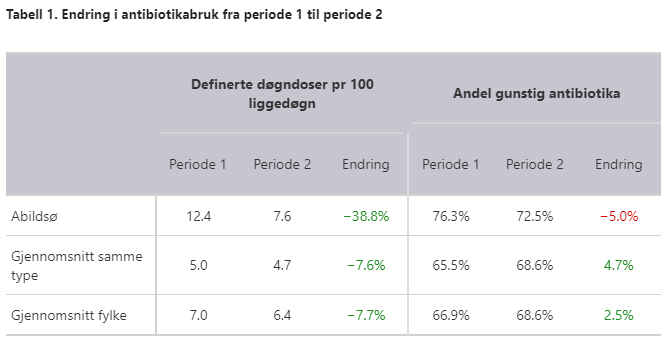 Tabell 1. Endring i antibiotikabruk fra periode 1 til periode 2
Definerte døgndoser pr 100
liggedøgn
Andel gunstig antibiotika
Periode 1 Periode 2 Endring Periode 1 Periode 2 Endring
Abildsø 12.4 7.6 −38.8% 76.3% 72.5% −5.0%
Gjennomsnitt samme
type 5.0 4.7 −7.6% 65.5% 68.6% 4.7%
Gjennomsnitt fylke 7.0 6.4 −7.7% 66.9% 68.6% 2.5%